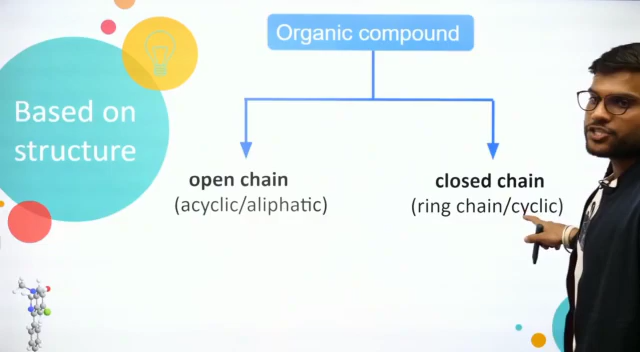 Organic compound
Based on
structure
open chain
(acyclic/aliphatic)
closed chain
(ring chain/cyclic)